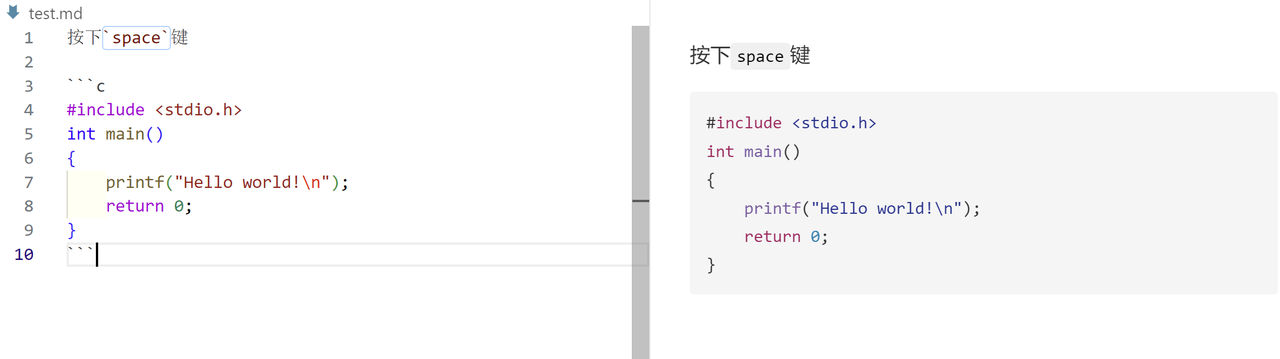 test.md
1 按下`space`键
2
3 ```c
4 #include <stdio.h>
5 int main()
6 {
7     printf("Hello world!\n");
8     return 0;
9 }
10 ```
按下space键
#include <stdio.h>
int main()
{
    printf("Hello world!\n");
    return 0;
}